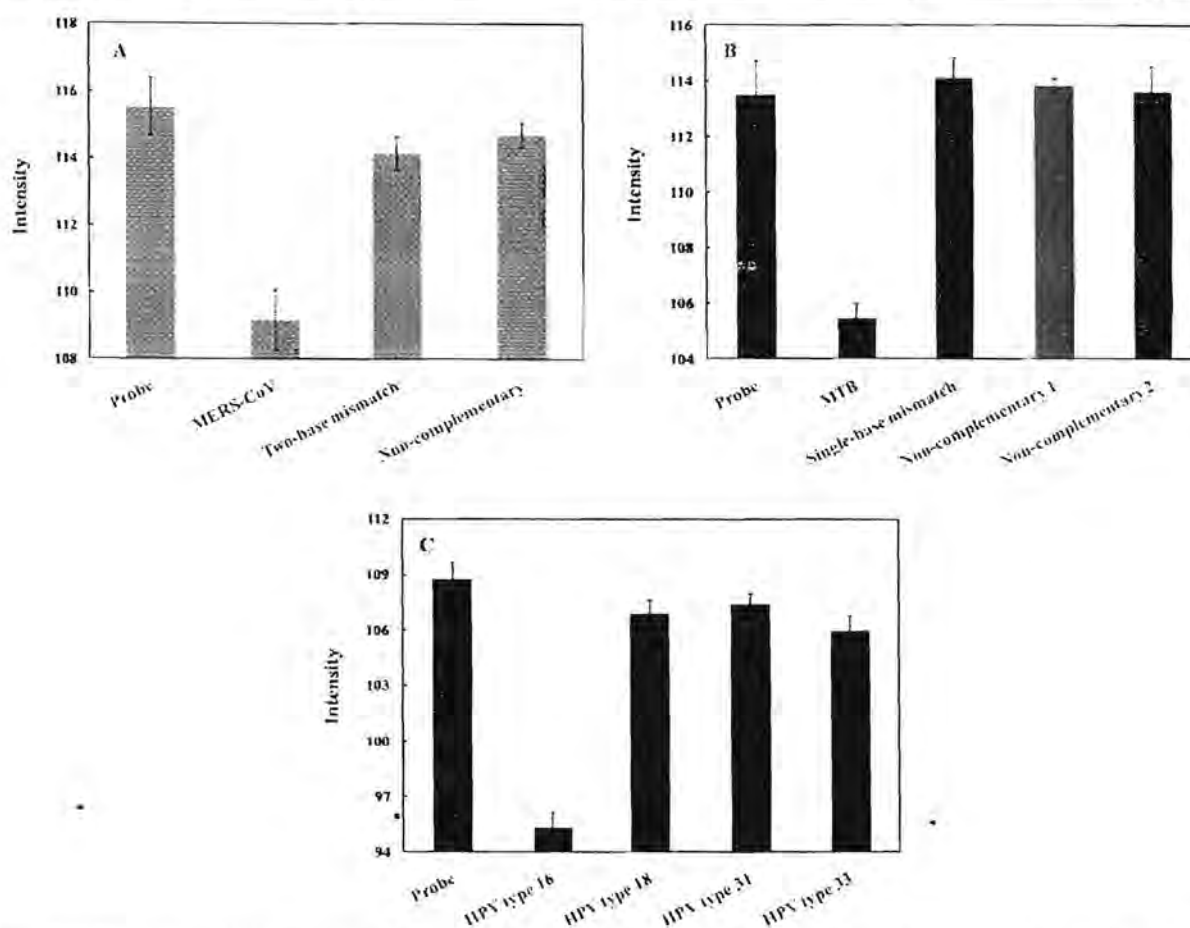 A
Intensity
118
116
114
112
110
108
Probe
MERS-CoV
Two-base mismatch
Non-complementary
B
Intensity
116
114
112
110
108
106
104
Probe
MTB
Single-base mismatch
Non-complementary 1
Non-complementary 2
C
Intensity
112
109
106
103
100
97
94
Probe
HPV type 16
HPV type 18
HPV type 31
HPV type 33